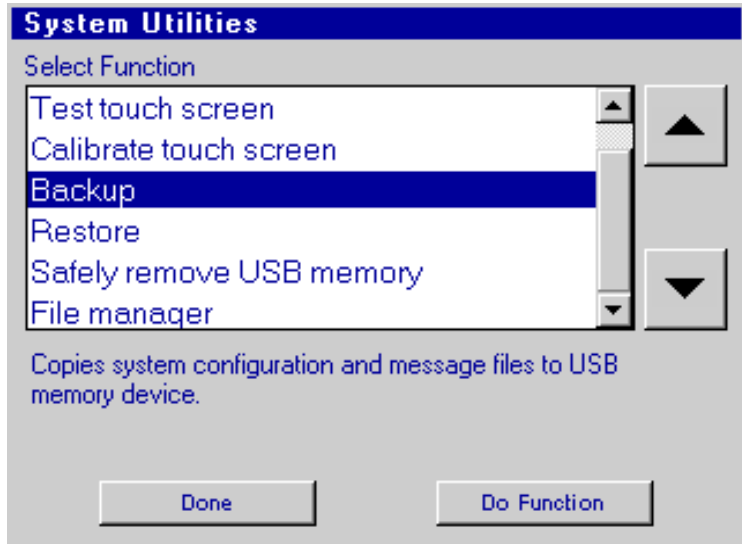 System Utilities
Select Function
Test touch screen
Calibrate touch screen
Backup
Restore
Safely remove USB memory
File manager
Copies system configuration and message files to USB
memory device.
Done
Do Function